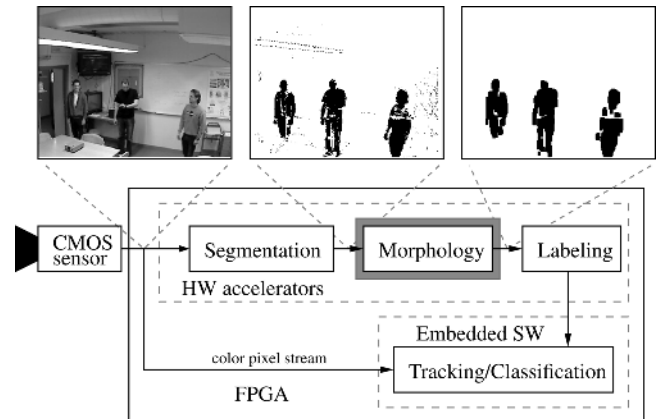 CMOS
sensor
Segmentation
Morphology
Labeling
HW accelerators
Embedded SW
color pixel stream
Tracking/Classification
FPGA